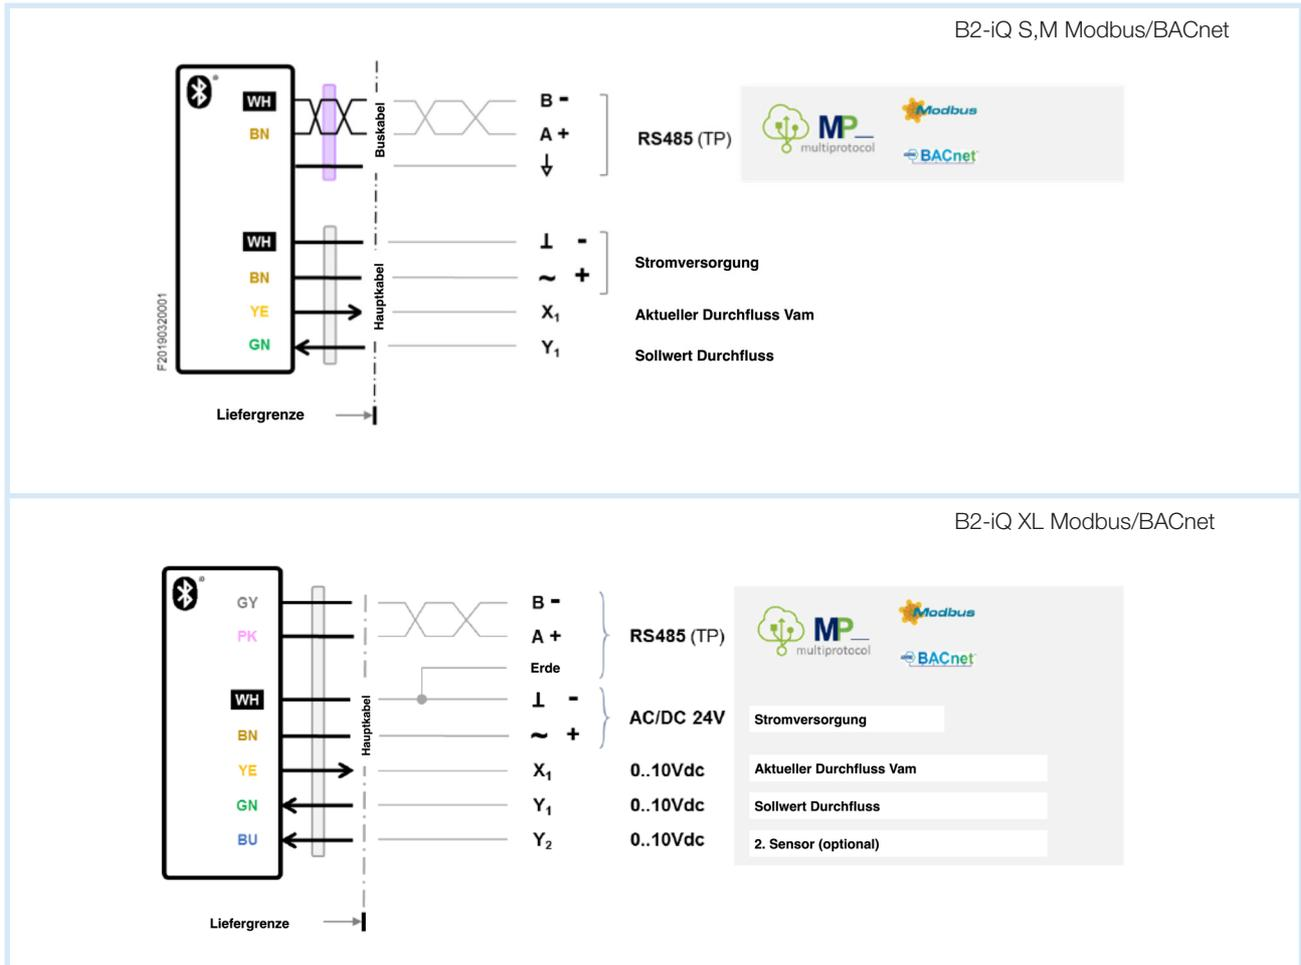 B2-iQ S,M Modbus/BACnet
WH
BN
Buskabel
B -
A +
RS485 (TP)
MP_
multiprotocol
Modbus
BACnet
WH
BN
YE
GN
Hauptkabel
⊥ -
~ +
X₁
Y₁
Stromversorgung
Aktueller Durchfluss Vam
Sollwert Durchfluss
F20190320001
Liefergrenze
B2-iQ XL Modbus/BACnet
GY
PK
WH
BN
YE
GN
BU
Hauptkabel
B -
A +
Erde
RS485 (TP)
MP_
multiprotocol
Modbus
BACnet
⊥ -
~ +
AC/DC 24V
Stromversorgung
X₁ 0..10Vdc Aktueller Durchfluss Vam
Y₁ 0..10Vdc Sollwert Durchfluss
Y₂ 0..10Vdc 2. Sensor (optional)
Liefergrenze